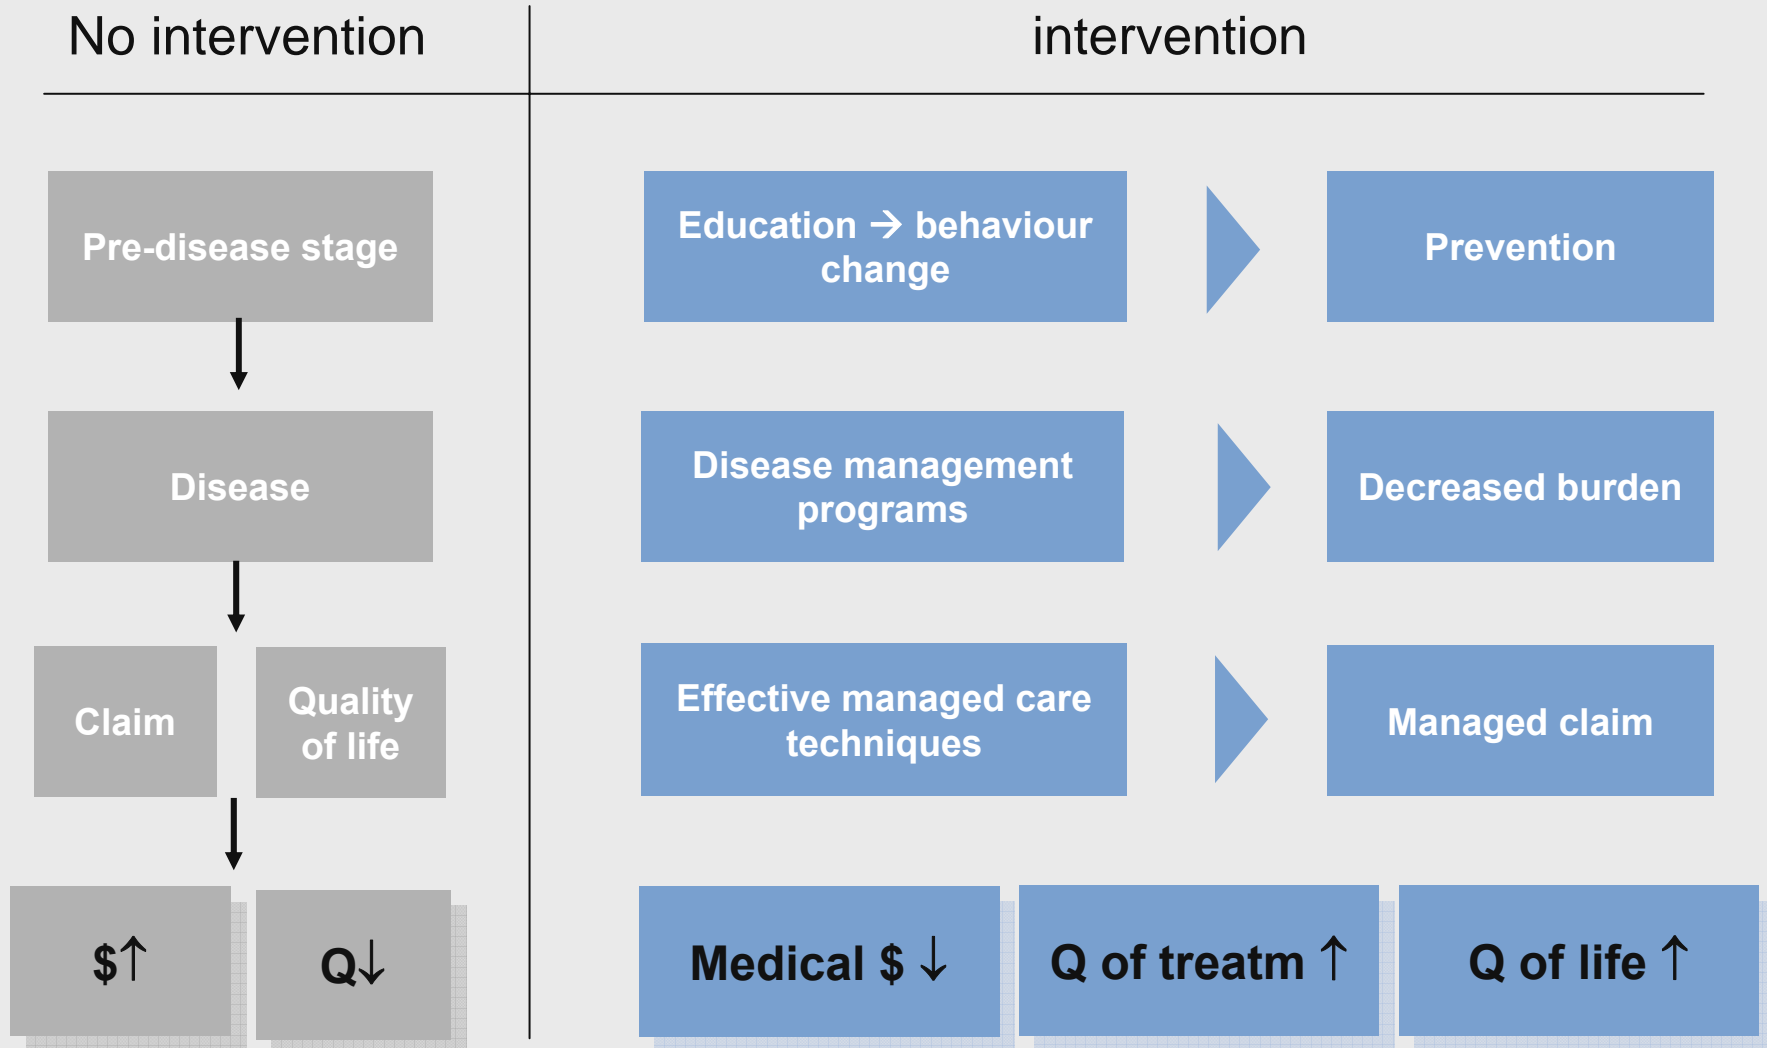 No intervention
intervention
Pre-disease stage
Education → behaviour
change
Prevention
Disease
Disease management
programs
Decreased burden
Claim
Quality
of life
Effective managed care
techniques
Managed claim
$↑
Q↓
Medical $ ↓
Q of treatm ↑
Q of life ↑